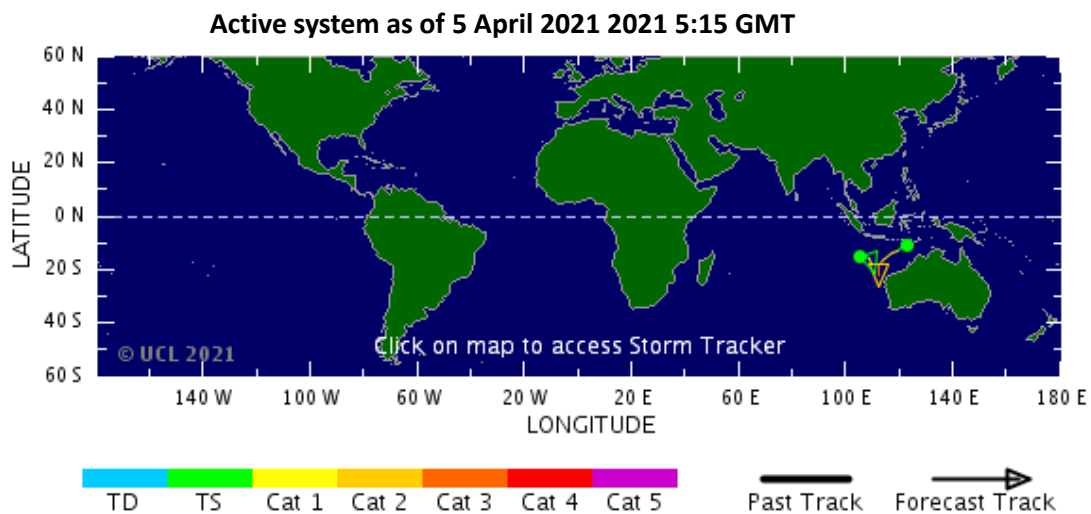 Active system as of 5 April 2021 2021 5:15 GMT
60 N
40 N
20 N
0 N
20 S
40 S
60 S
LATITUDE
© UCL 2021
Click on map to access Storm Tracker
140 W 100 W 60 W 20 W 20 E 60 E 100 E 140 E 180 E
LONGITUDE
TD TS Cat 1 Cat 2 Cat 3 Cat 4 Cat 5 Past Track Forecast Track